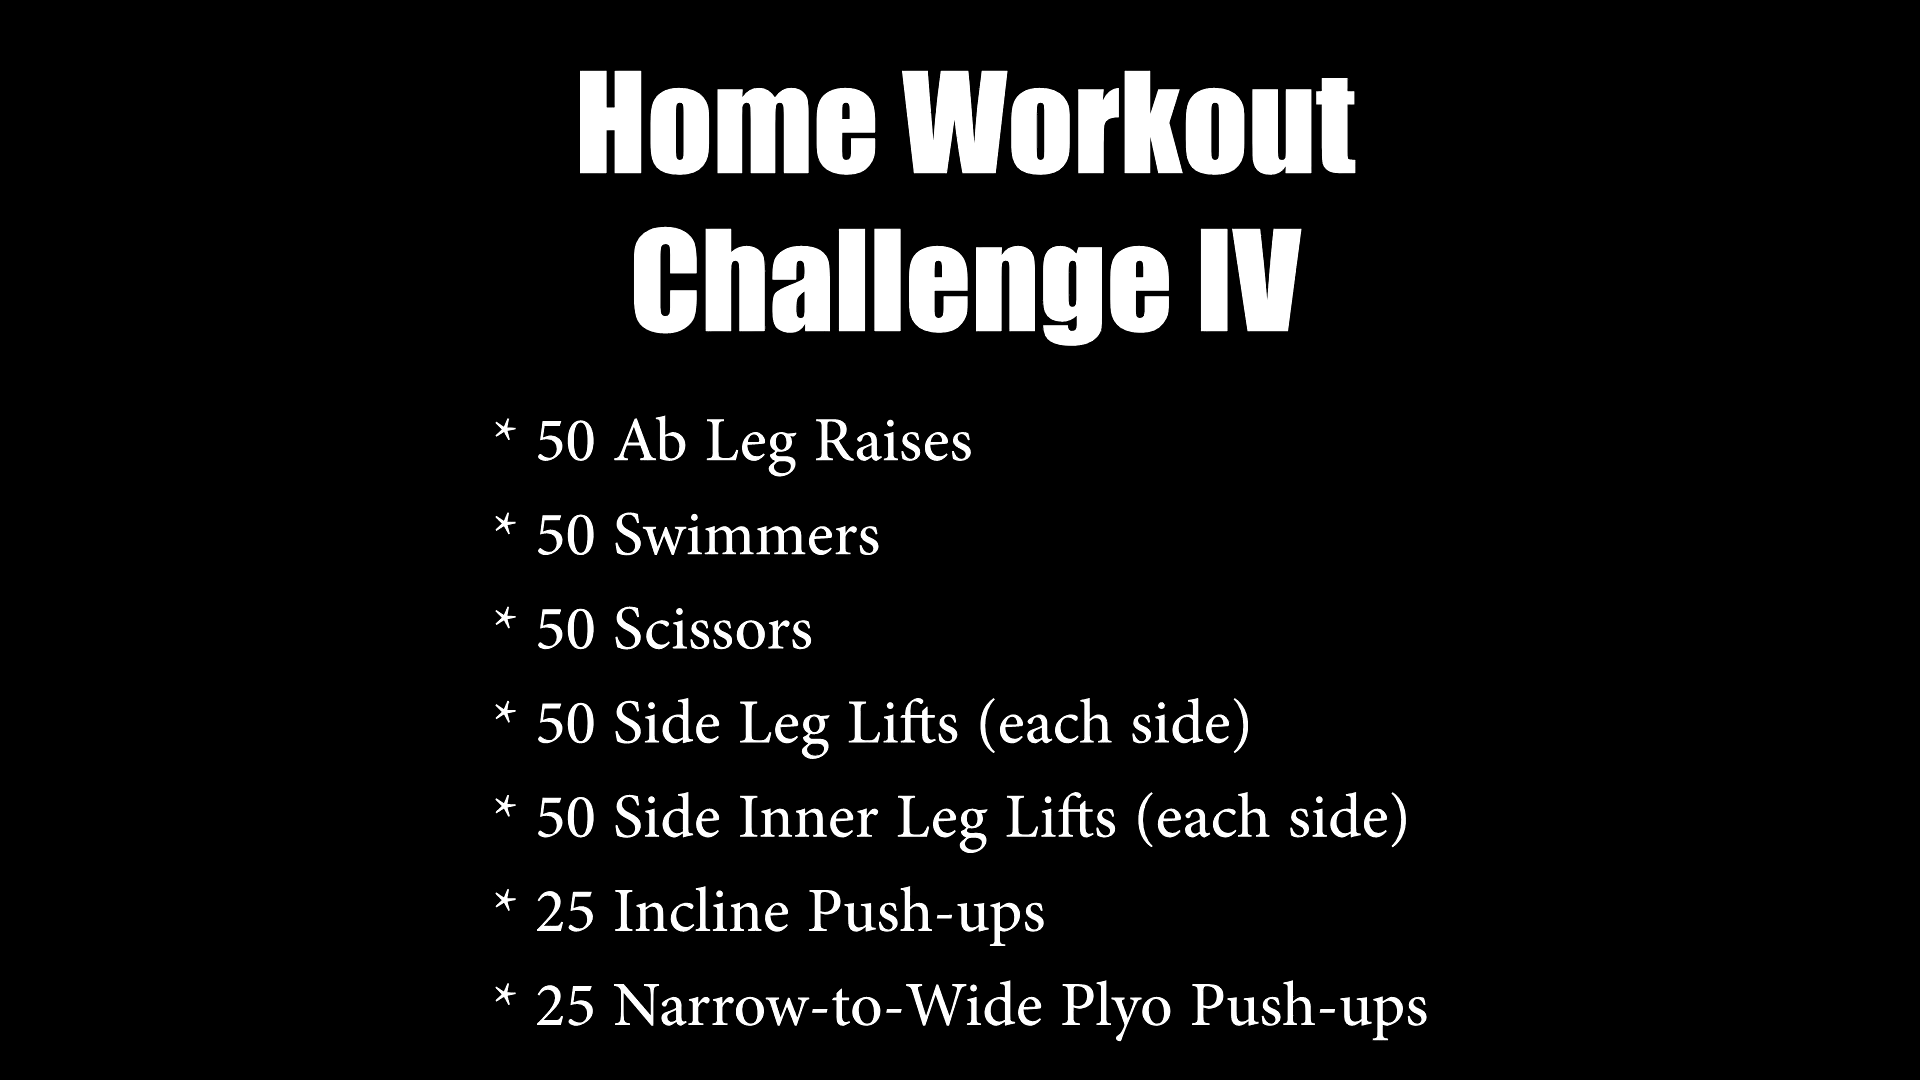 Home Workout
Challenge IV
* 50 Ab Leg Raises
* 50 Swimmers
* 50 Scissors
* 50 Side Leg Lifts (each side)
* 50 Side Inner Leg Lifts (each side)
* 25 Incline Push-ups
* 25 Narrow-to-Wide Plyo Push-ups